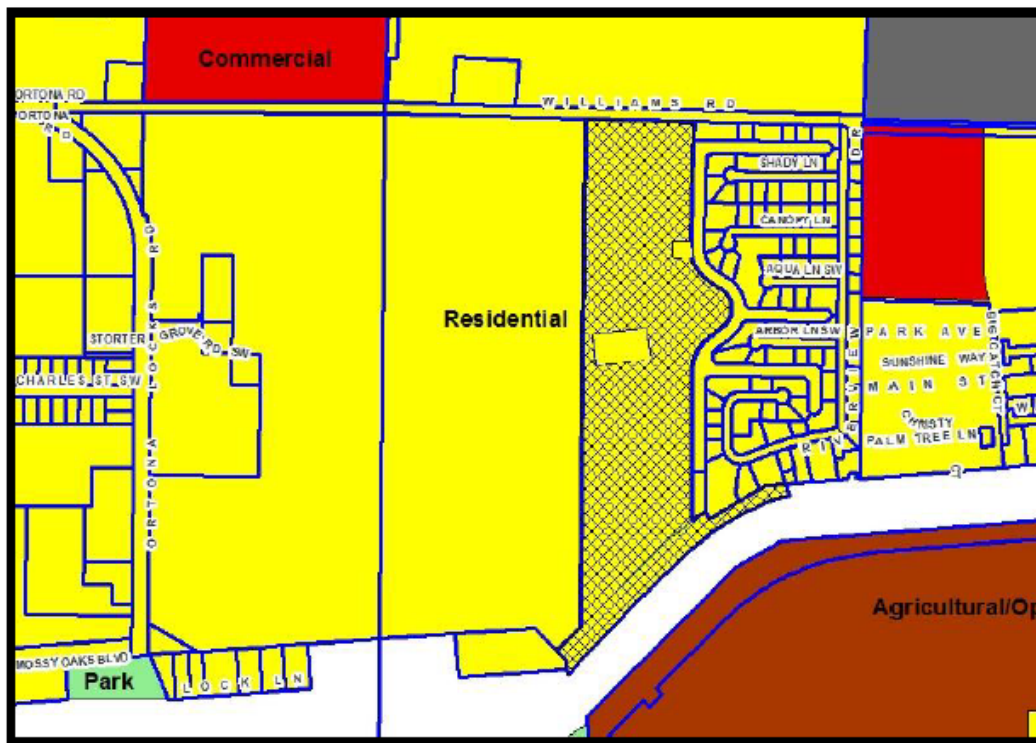 Commercial
ORTONA RD
ORTONA
RD
WILLIAMS RD
DR
SHADY LN
CANOPY LN
AQUA LN SW
ORTONA LOCKS RD
Residential
ARBOR LN SW
PARK AVE
STORTER GROVE RD SW
SUNSHINE WAY
CHARLES ST SW
MAIN ST
CHRISTY
PALM TREE LN
RIVERVIEW
Agricultural/Op
MOSSY OAKS BLVD
Park
LOCK LN